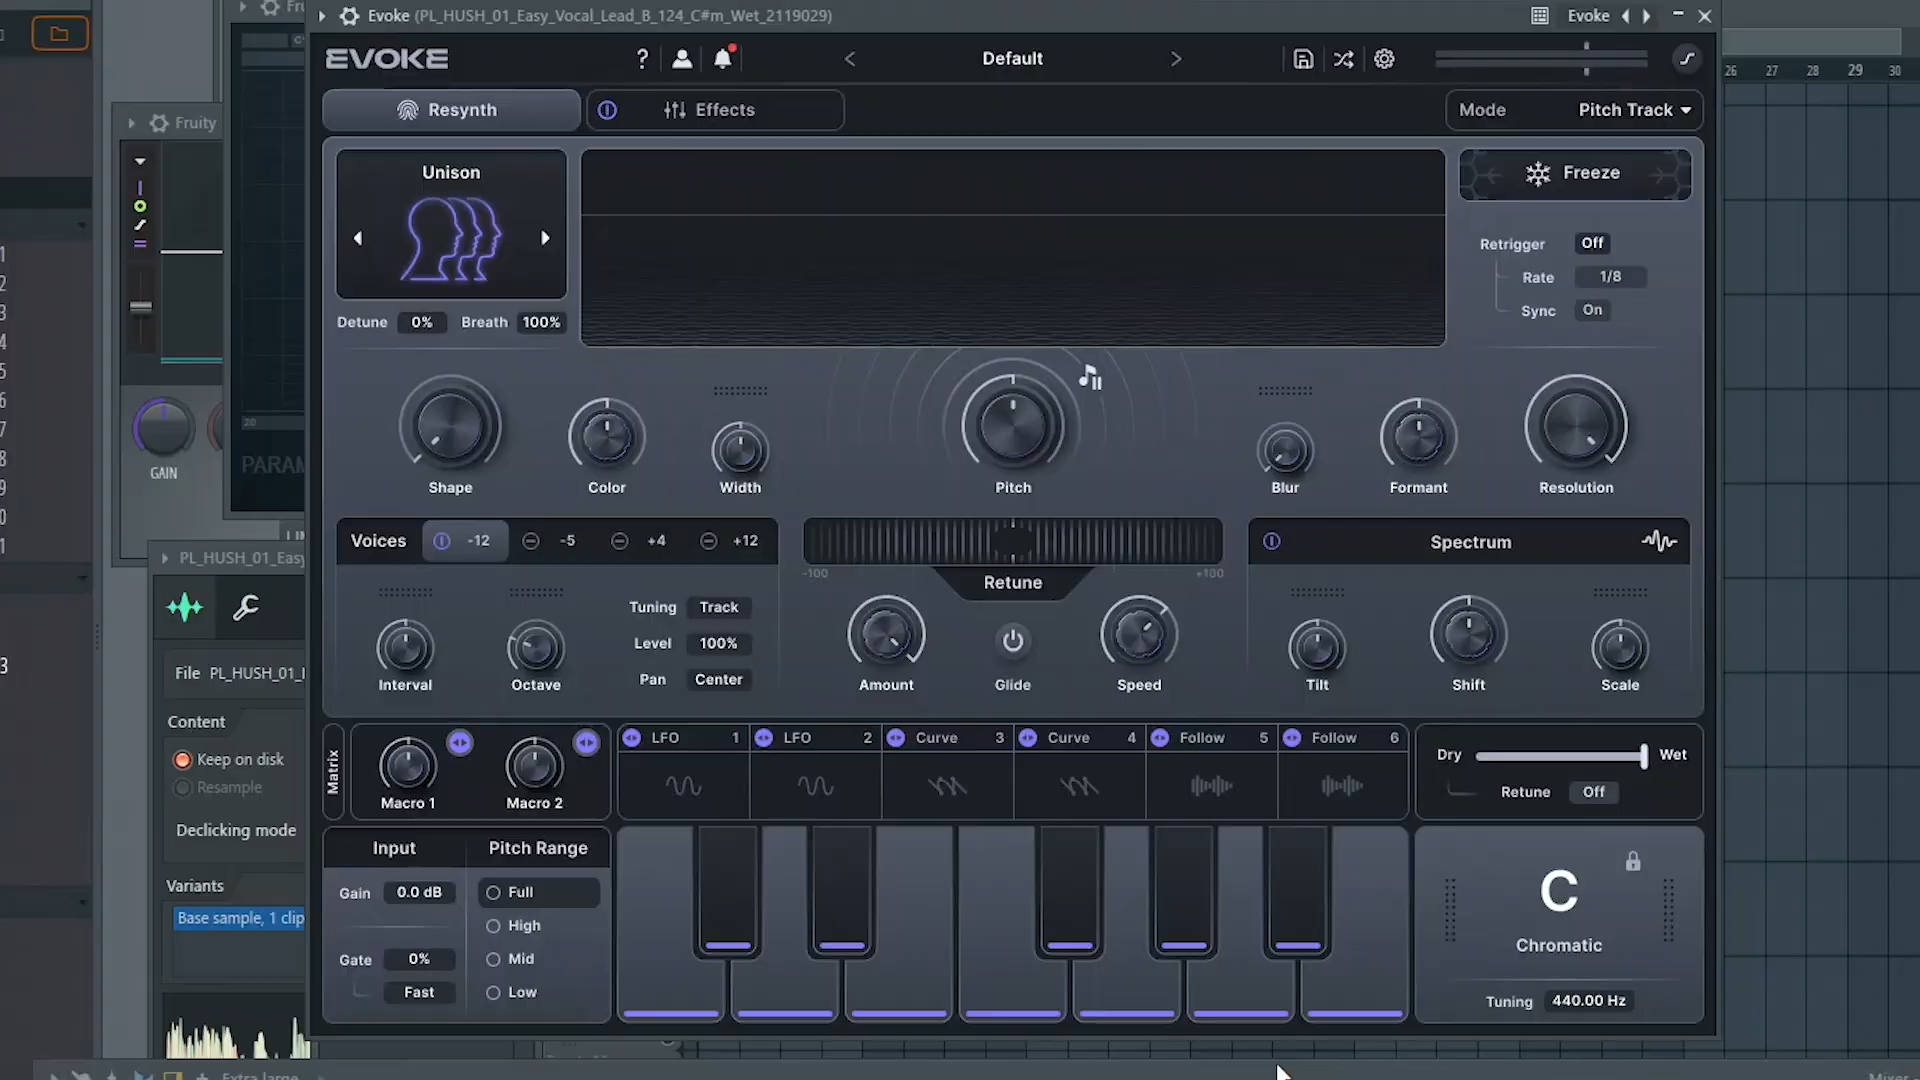 Evoke (PL_HUSH_01_Easy_Vocal_Lead_B_124_C#m_Wet_2119029)
Evoke
EVOKE
?
Default
26 27 28 29 30
Resynth
Effects
Mode
Pitch Track
Fruity
Unison
Freeze
Retrigger Off
Rate 1/8
Sync On
Detune 0% Breath 100%
20
PARAM
GAIN
Shape
Color
Width
Pitch
Blur
Formant
Resolution
Voices -12 -5 +4 +12
-100
+100
Retune
Spectrum
PL_HUSH_01_Easy
Tuning Track
Level 100%
Pan Center
Interval
Octave
Amount
Glide
Speed
Tilt
Shift
Scale
File PL_HUSH_01_
Content
Keep on disk
Resample
Declicking mode
Variants
Base sample, 1 clip
Matrix
Macro 1
Macro 2
LFO 1
LFO 2
Curve 3
Curve 4
Follow 5
Follow 6
Dry
Wet
Retune Off
Input
Gain 0.0 dB
Gate 0%
Fast
Pitch Range
Full
High
Mid
Low
C
Chromatic
Tuning 440.00 Hz
Extra large
Mixer